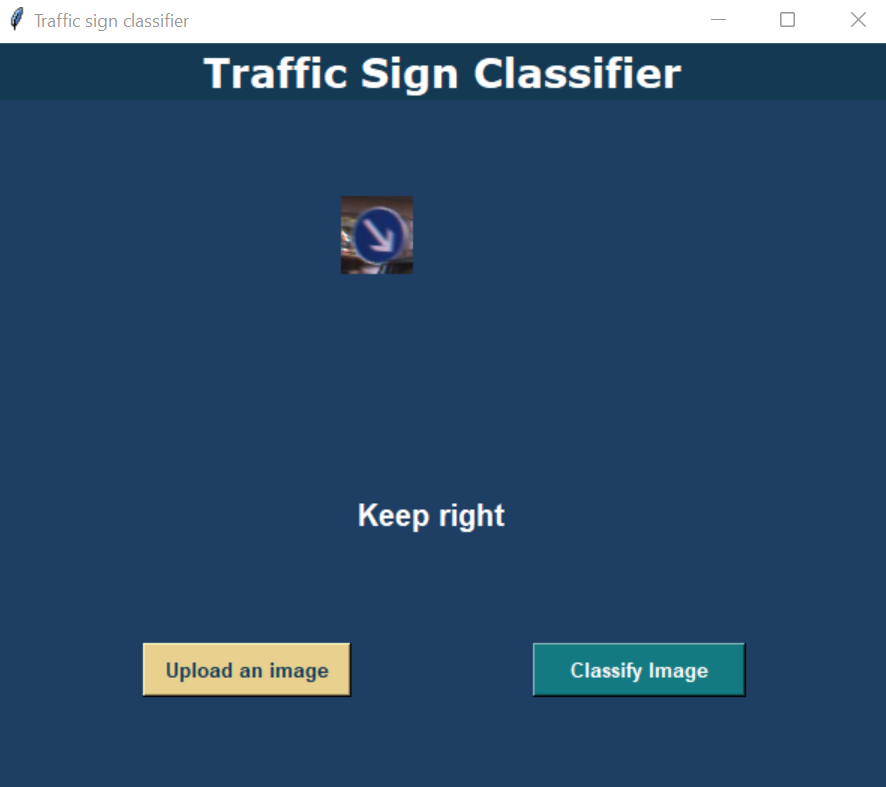 Traffic sign classifier
Traffic Sign Classifier
Keep right
Upload an image
Classify Image